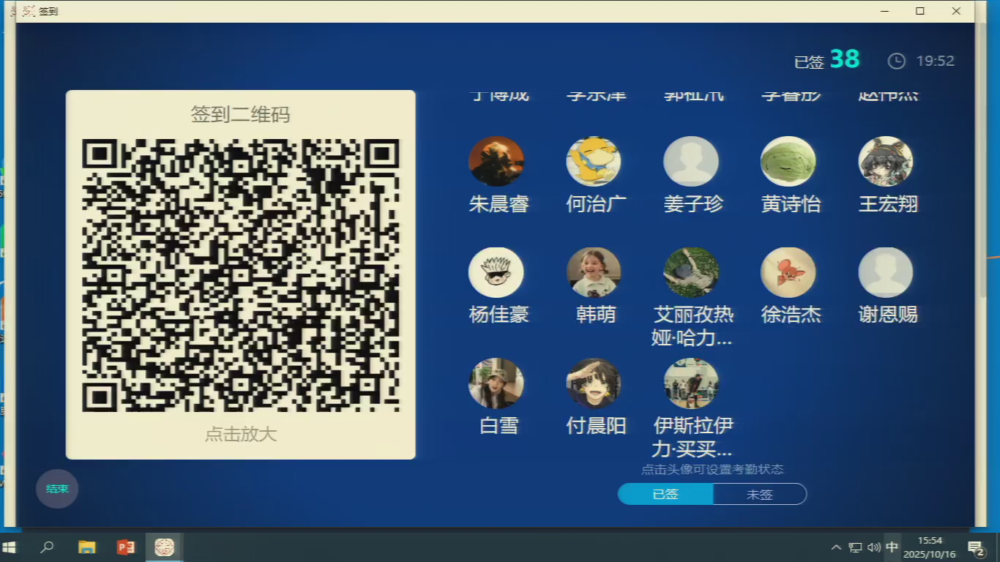 签到
已签 38 19:52
签到二维码
点击放大
朱晨睿 何治广 姜子珍 黄诗怡 王宏翔
杨佳豪 韩萌 艾丽孜热 徐浩杰 谢恩赐
娅·哈力...
白雪 付晨阳 伊斯拉伊
力·买买...
点击头像可设置考勤状态
已签 未签
结束
中
15:54
2025/10/16
2